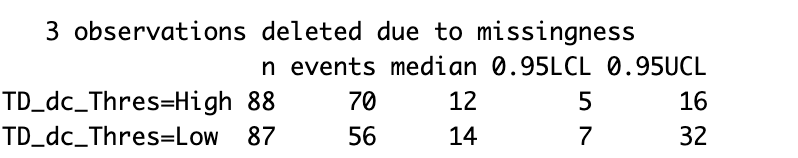 3 observations deleted due to missingness
n events median 0.95LCL 0.95UCL
TD_dc_Thres=High 88 70 12 5 16
TD_dc_Thres=Low 87 56 14 7 32